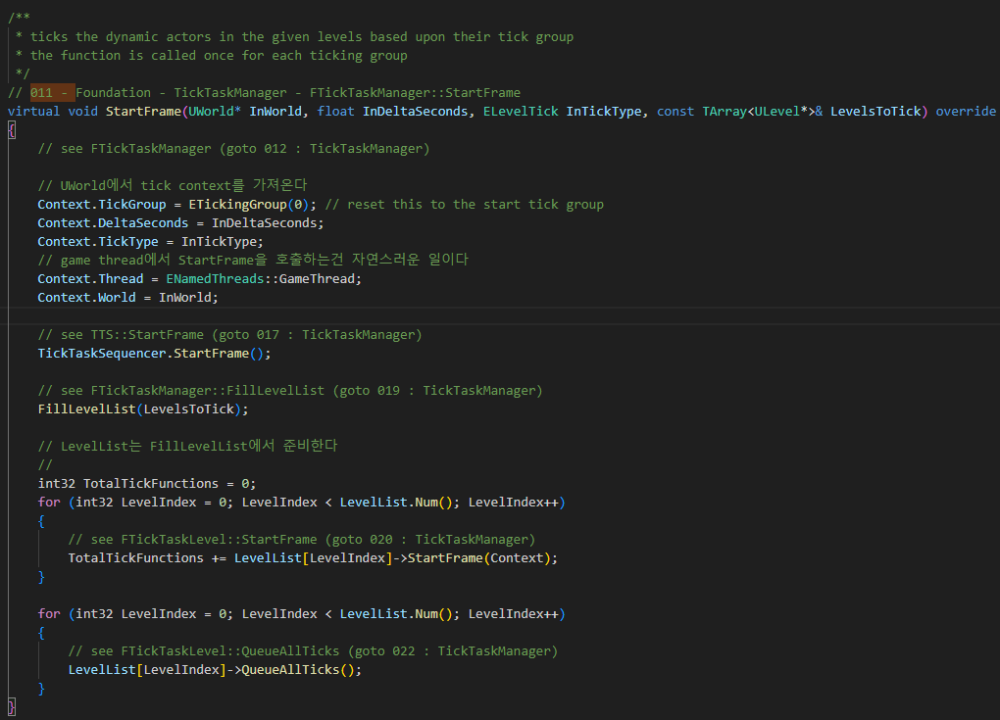 /**
 * ticks the dynamic actors in the given levels based upon their tick group
 * the function is called once for each ticking group
 */
// 011 - Foundation - TickTaskManager - FTickTaskManager::StartFrame
virtual void StartFrame(UWorld* InWorld, float InDeltaSeconds, ELevelTick InTickType, const TArray<ULevel*>& LevelsToTick) override
{
    // see FTickTaskManager (goto 012 : TickTaskManager)

    // UWorld에서 tick context를 가져온다
    Context.TickGroup = ETickingGroup(0); // reset this to the start tick group
    Context.DeltaSeconds = InDeltaSeconds;
    Context.TickType = InTickType;
    // game thread에서 StartFrame을 호출하는건 자연스러운 일이다
    Context.Thread = ENamedThreads::GameThread;
    Context.World = InWorld;

    // see TTS::StartFrame (goto 017 : TickTaskManager)
    TickTaskSequencer.StartFrame();

    // see FTickTaskManager::FillLevelList (goto 019 : TickTaskManager)
    FillLevelList(LevelsToTick);

    // LevelList는 FillLevelList에서 준비한다
    //
    int32 TotalTickFunctions = 0;
    for (int32 LevelIndex = 0; LevelIndex < LevelList.Num(); LevelIndex++)
    {
        // see FTickTaskLevel::StartFrame (goto 020 : TickTaskManager)
        TotalTickFunctions += LevelList[LevelIndex]->StartFrame(Context);
    }

    for (int32 LevelIndex = 0; LevelIndex < LevelList.Num(); LevelIndex++)
    {
        // see FTickTaskLevel::QueueAllTicks (goto 022 : TickTaskManager)
        LevelList[LevelIndex]->QueueAllTicks();
    }
}